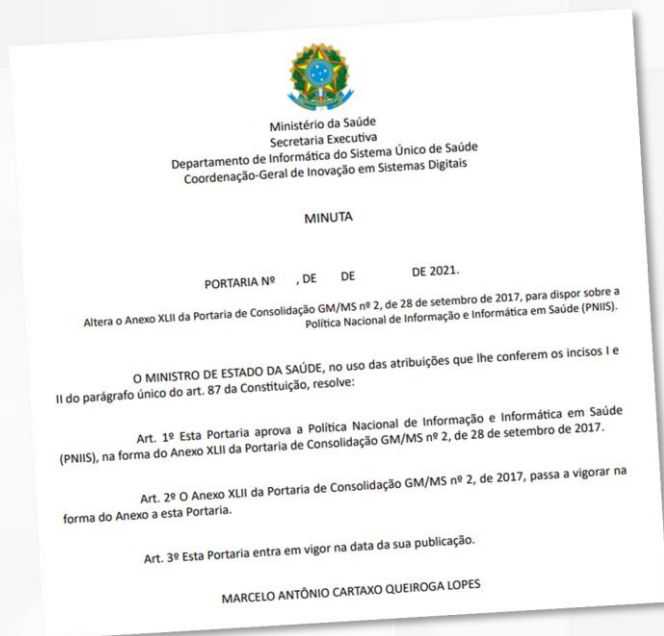 Ministério da Saúde
Secretaria Executiva
Departamento de Informática do Sistema Único de Saúde
Coordenação-Geral de Inovação em Sistemas Digitais
MINUTA
PORTARIA Nº , DE DE DE 2021.
Altera o Anexo XLII da Portaria de Consolidação GM/MS nº 2, de 28 de setembro de 2017, para dispor sobre a
Política Nacional de Informação e Informática em Saúde (PNIIS).
O MINISTRO DE ESTADO DA SAÚDE, no uso das atribuições que lhe conferem os incisos I e
II do parágrafo único do art. 87 da Constituição, resolve:
Art. 1º Esta Portaria aprova a Política Nacional de Informação e Informática em Saúde
(PNIIS), na forma do Anexo XLII da Portaria de Consolidação GM/MS nº 2, de 28 de setembro de 2017.
Art. 2º O Anexo XLII da Portaria de Consolidação GM/MS nº 2, de 2017, passa a vigorar na
forma do Anexo a esta Portaria.
Art. 3º Esta Portaria entra em vigor na data da sua publicação.
MARCELO ANTÔNIO CARTAXO QUEIROGA LOPES